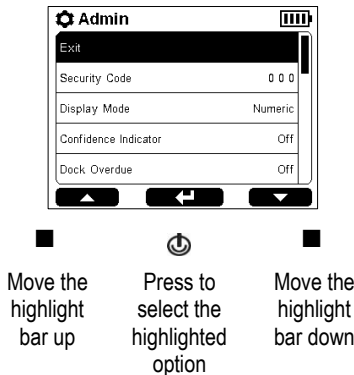 Admin
Exit
Security Code 0 0 0
Display Mode Numeric
Confidence Indicator Off
Dock Overdue Off
Move the highlight bar up
Press to select the highlighted option
Move the highlight bar down